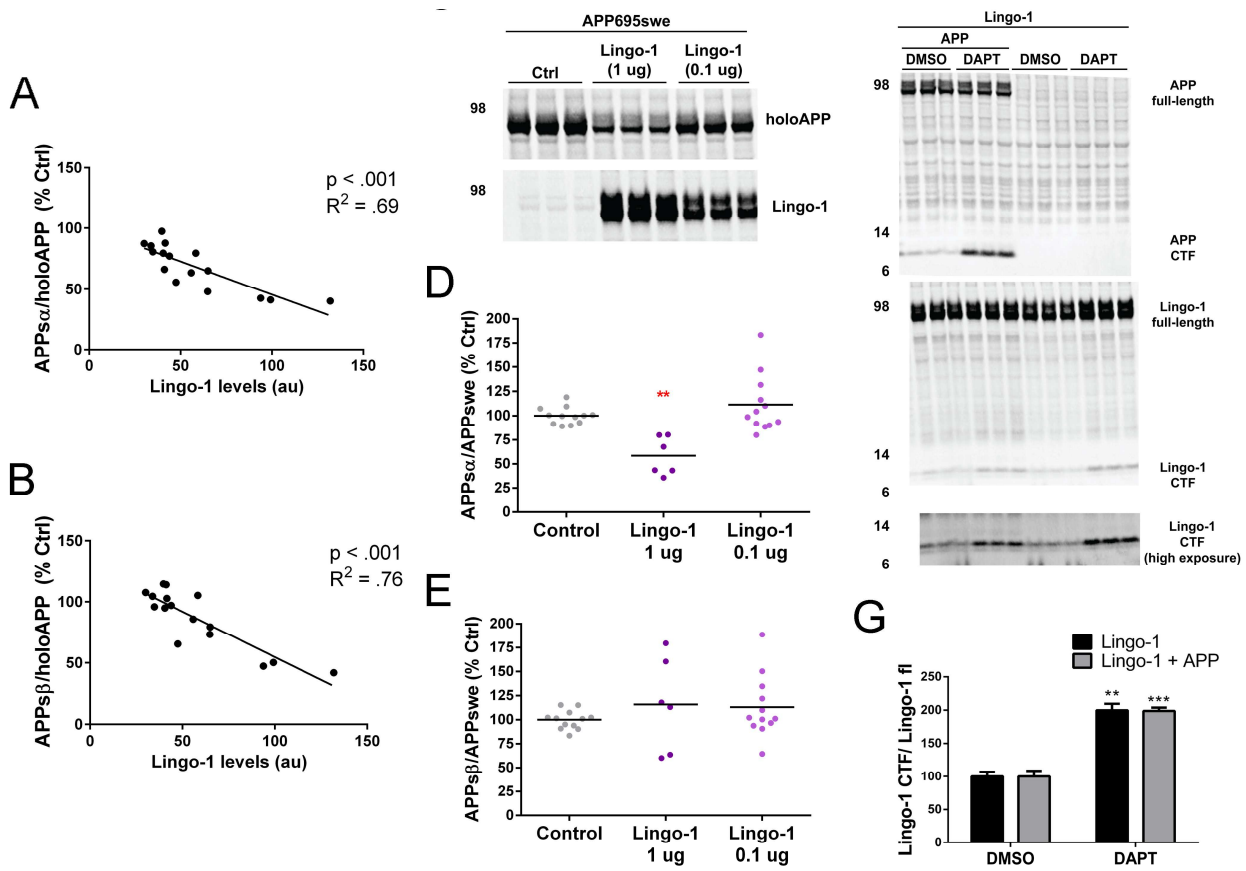 A
APPsα/holoAPP (% Ctrl)
150
100
50
0
0
50
100
150
p < .001
R2 = .69
Lingo-1 levels (au)
B
APPsβ/holoAPP (% Ctrl)
150
100
50
0
0
50
100
150
p < .001
R2 = .76
Lingo-1 levels (au)
APP695swe
Ctrl
Lingo-1
(1 ug)
Lingo-1
(0.1 ug)
98
holoAPP
98
Lingo-1
D
APPsα/APPswe (% Ctrl)
200
175
150
125
100
75
50
25
0
**
Control
Lingo-1
1 ug
Lingo-1
0.1 ug
E
APPsβ/APPswe (% Ctrl)
200
175
150
125
100
75
50
25
0
Control
Lingo-1
1 ug
Lingo-1
0.1 ug
Lingo-1
APP
DMSO DAPT DMSO DAPT
98
APP
full-length
14
APP
CTF
6
98
Lingo-1
full-length
14
Lingo-1
CTF
6
14
Lingo-1
CTF
(high exposure)
6
G
Lingo-1
Lingo-1 + APP
Lingo-1 CTF/ Lingo-1 fl
250
200
150
100
50
0
**
***
DMSO
DAPT